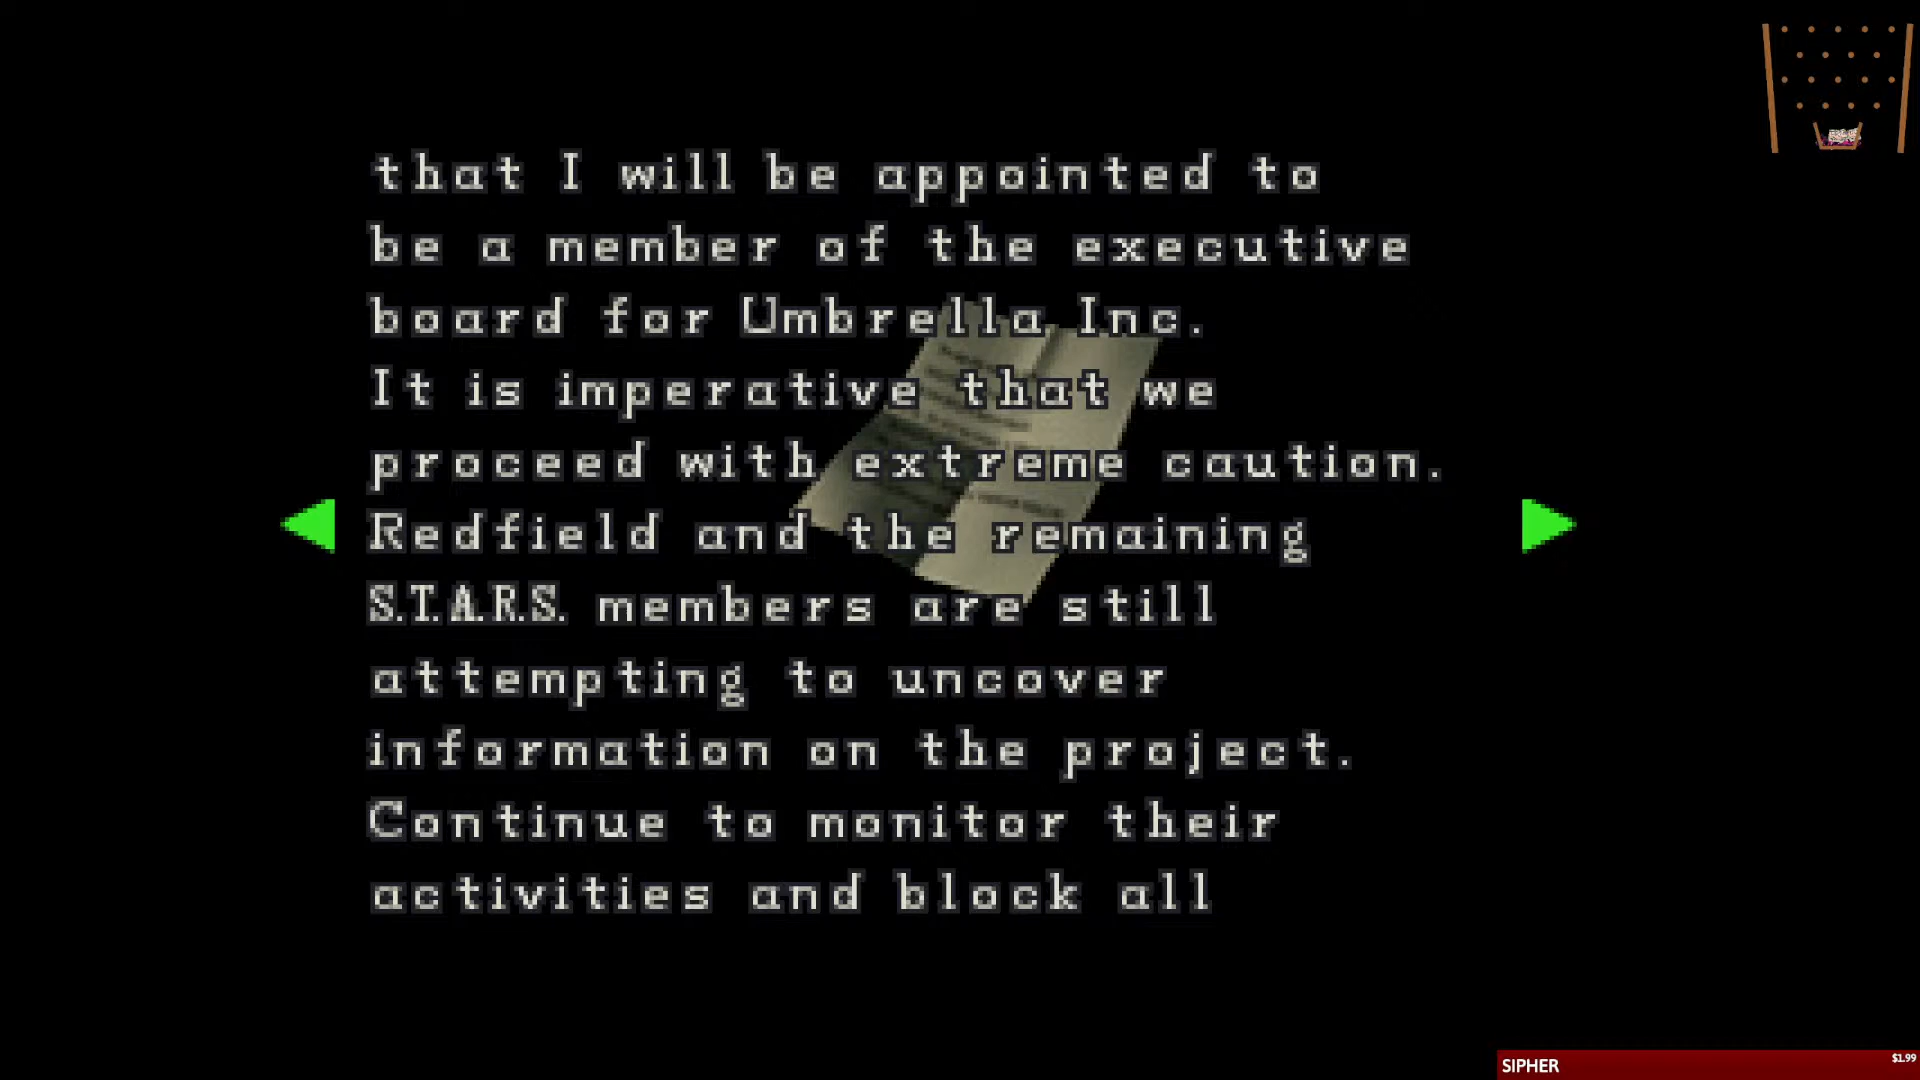 that I will be appointed to
be a member of the executive
board for Umbrella Inc.
It is imperative that we
proceed with extreme caution.
Redfield and the remaining
S.T.A.R.S. members are still
attempting to uncover
information on the project.
Continue to monitor their
activities and block all
SIPHER
$1.99